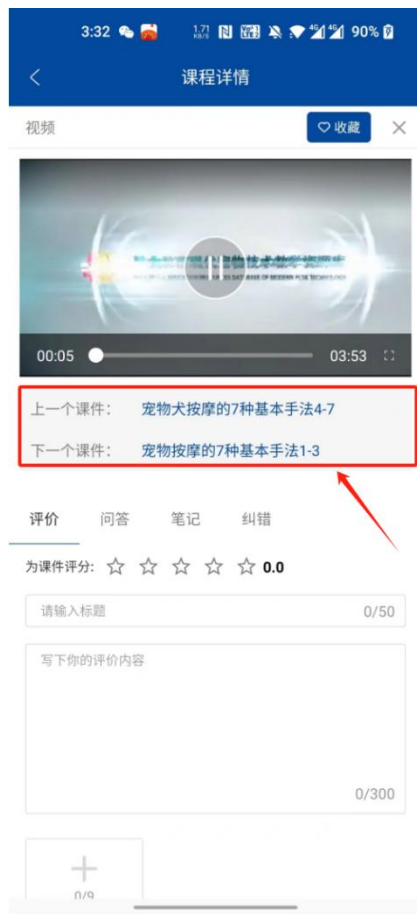 3:32 1.71 KB/S 4G 4G 90%
课程详情
视频 收藏
00:05 03:53
上一个课件： 宠物犬按摩的7种基本手法4-7
下一个课件： 宠物按摩的7种基本手法1-3
评价 问答 笔记 纠错
为课件评分: 0.0
请输入标题 0/50
写下你的评价内容
0/300
0/9